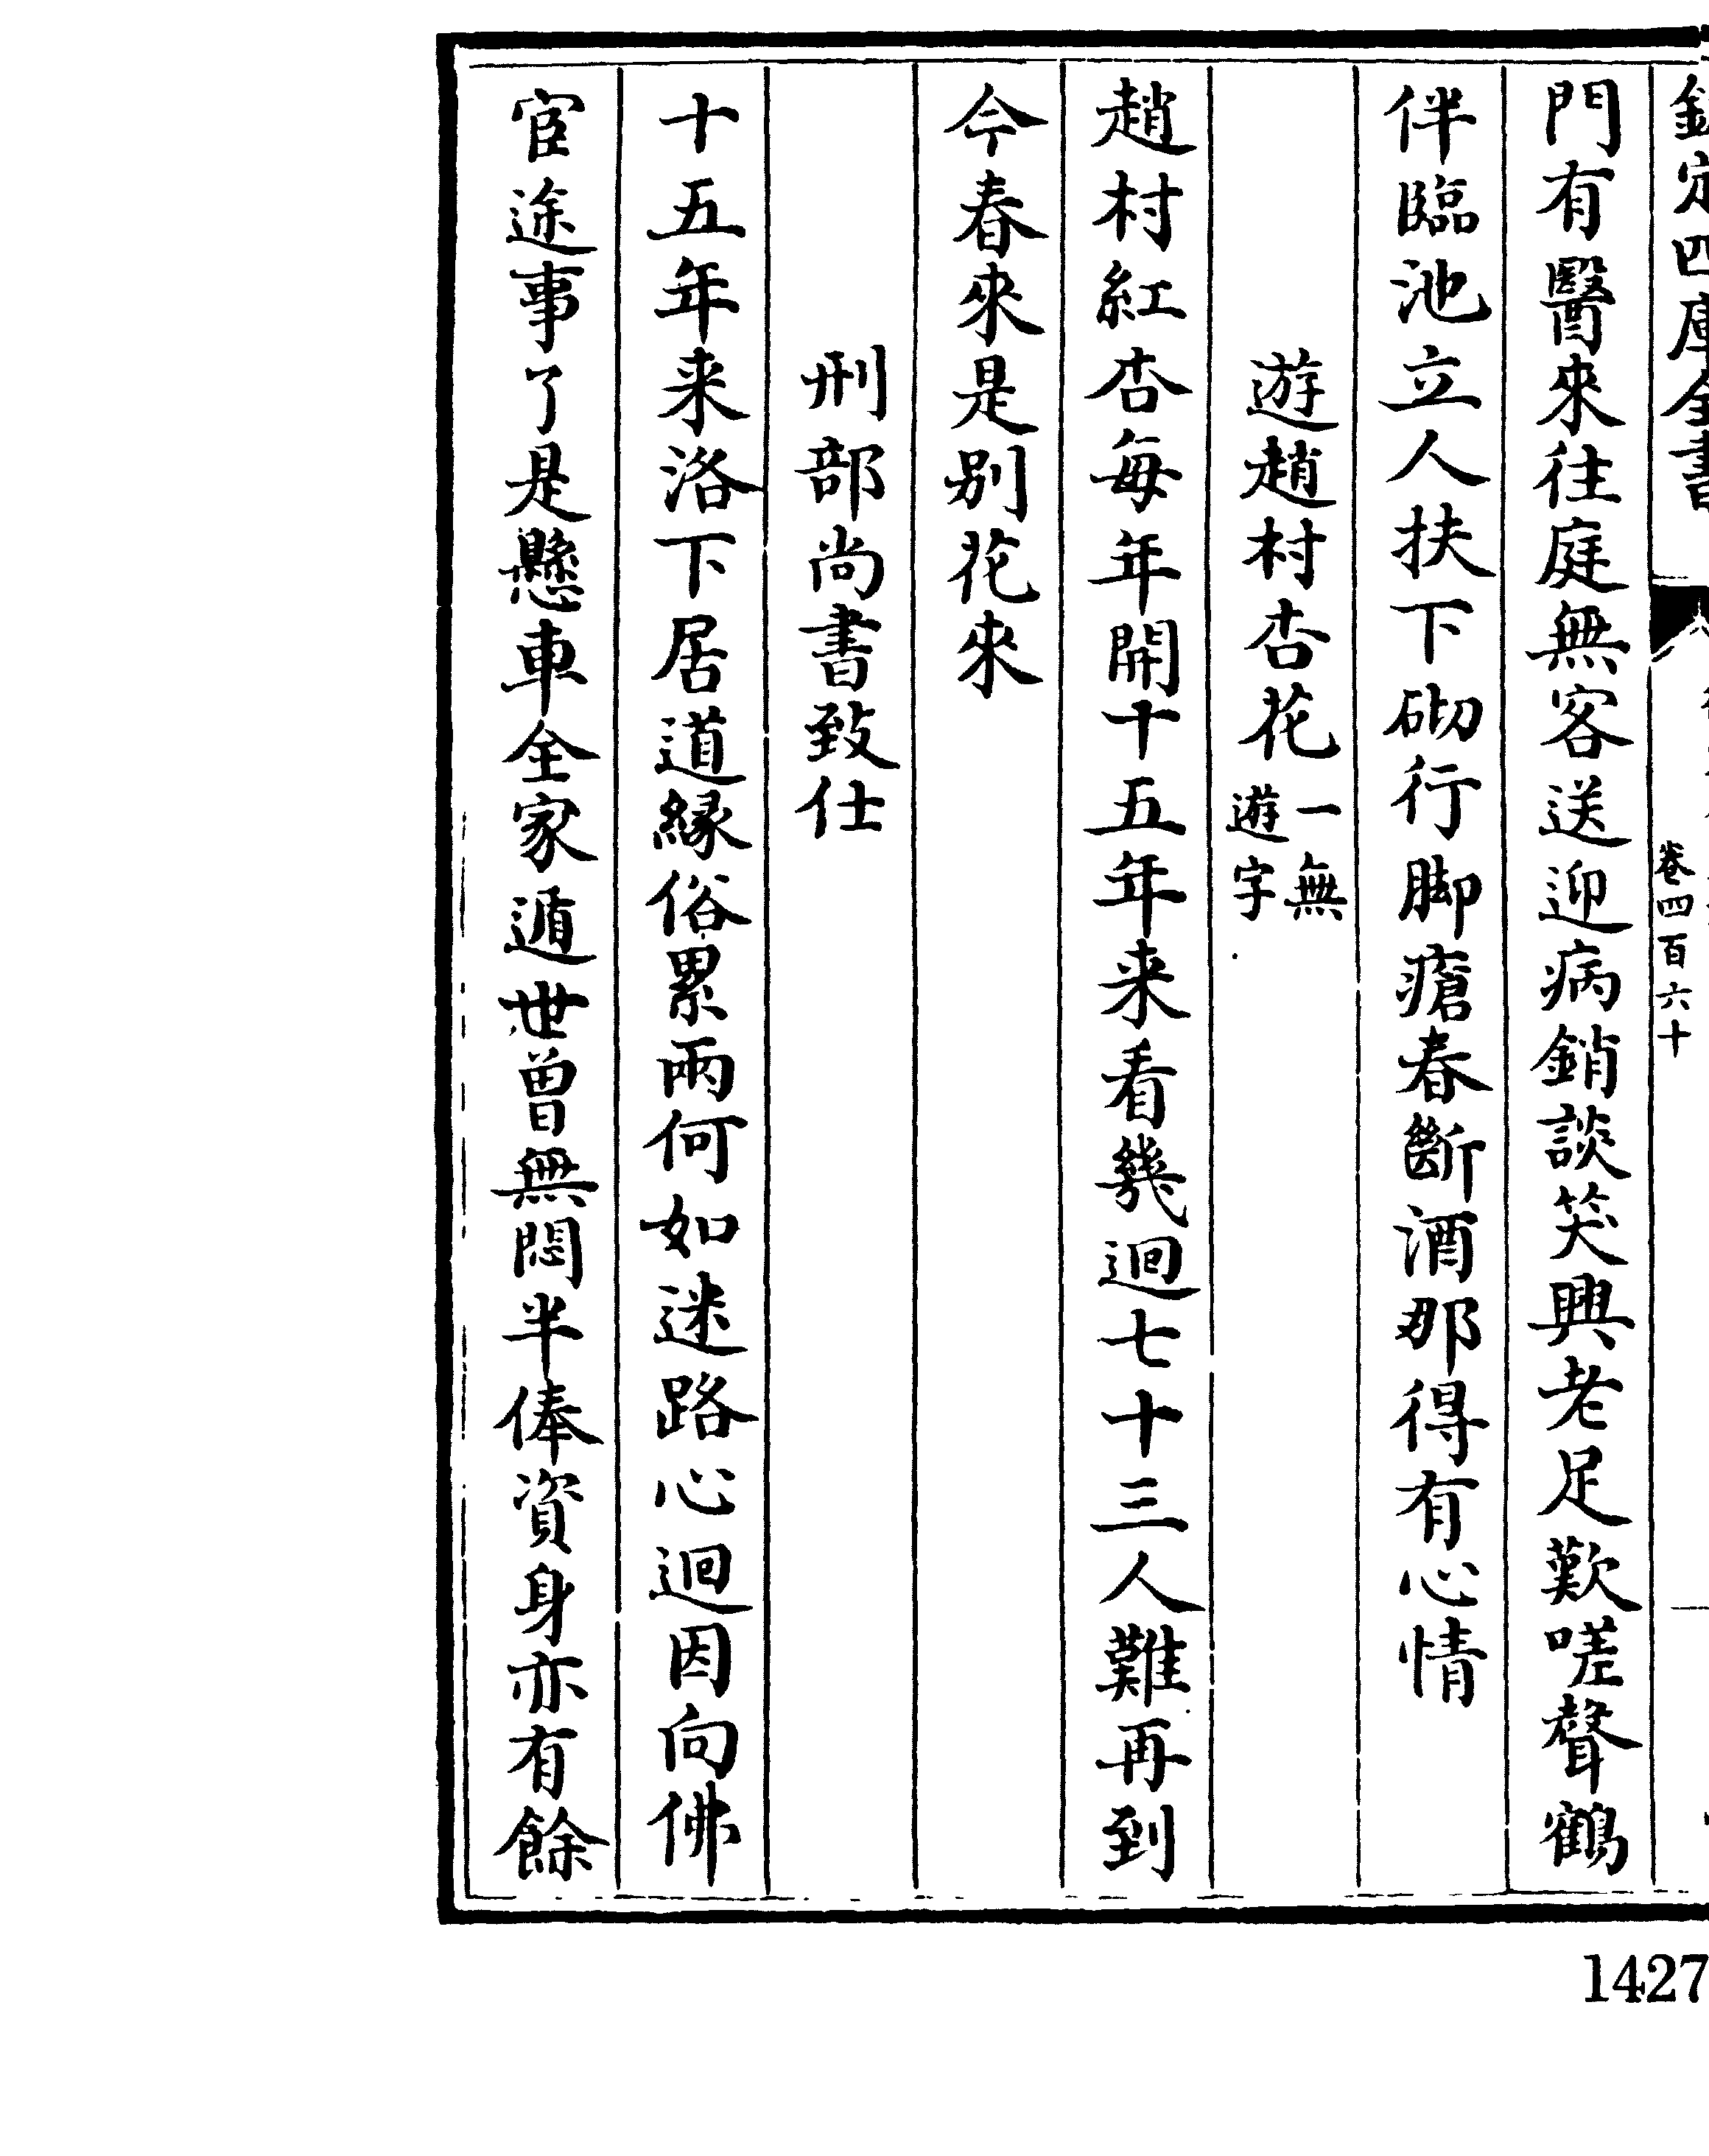 欽定四庫全書
卷四百六十
門有醫來往庭無客送迎病銷談笑興老足歎嗟聲鶴
伴臨池立人扶下砌行脚瘡春斷酒那得有心情
遊趙村杏花一無遊字
趙村紅杏每年開十五年来看幾迴七十三人難再到
今春來是别花來
刑部尚書致仕
十五年来洛下居道緣俗累兩何如迷路心迴因向佛
宦途事了是懸車全家遁世曾無悶半俸資身亦有餘
1427